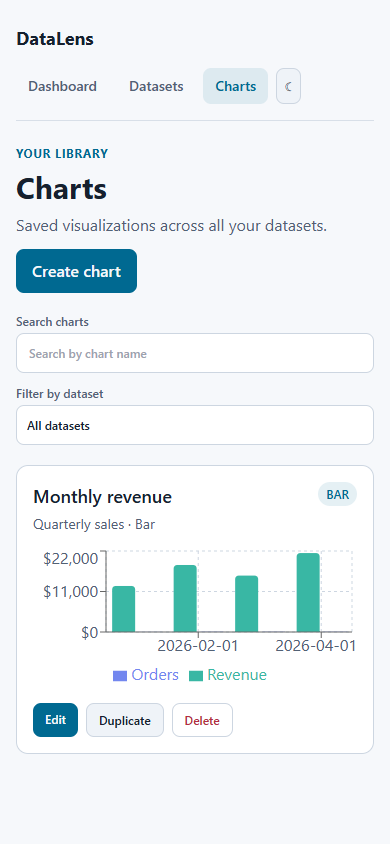 DataLens
Dashboard Datasets Charts
YOUR LIBRARY
Charts
Saved visualizations across all your datasets.
Create chart
Search charts
Search by chart name
Filter by dataset
All datasets
Monthly revenue BAR
Quarterly sales · Bar
$22,000
$11,000
$0
2026-02-01 2026-04-01
Orders Revenue
Edit Duplicate Delete